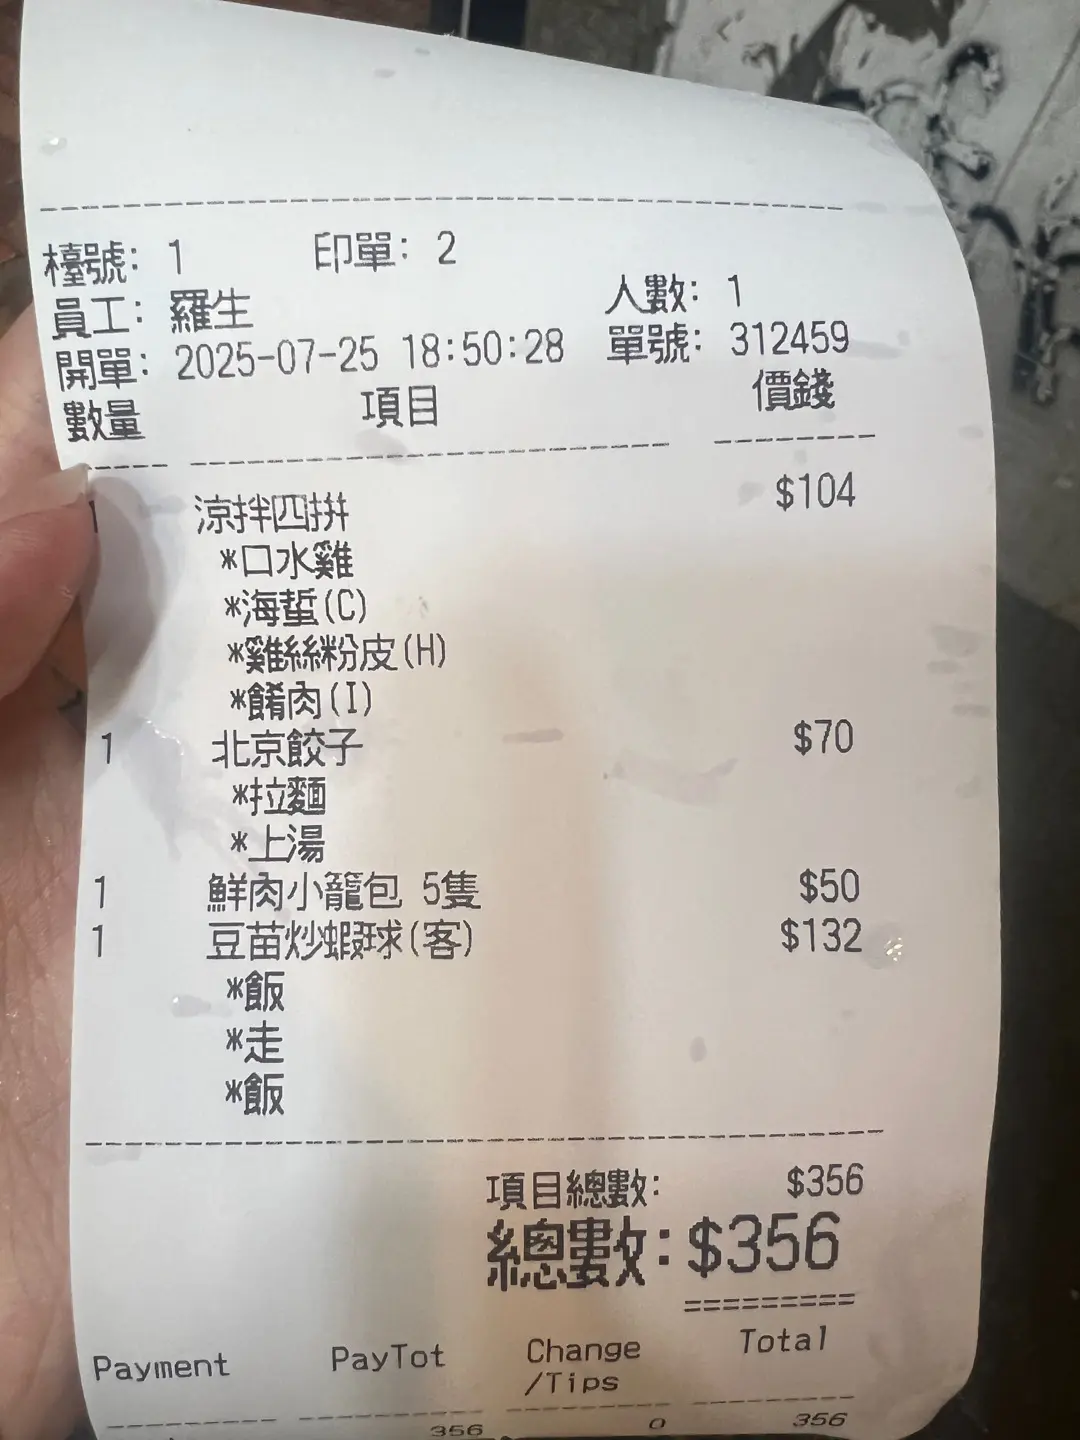 檯號: 1 印單: 2
員工: 羅生 人數: 1
開單: 2025-07-25 18:50:28 單號: 312459
數量 項目 價錢
1 涼拌四拼 $104
*口水雞
*海蜇(C)
*雞絲粉皮(H)
*餚肉(I)
1 北京餃子 $70
*拉麵
*上湯
1 鮮肉小籠包 5隻 $50
1 豆苗炒蝦球(客) $132
*飯
*走
*飯
項目總數: $356
總數:$356
=========
Payment PayTot Change/Tips Total
356 0 356